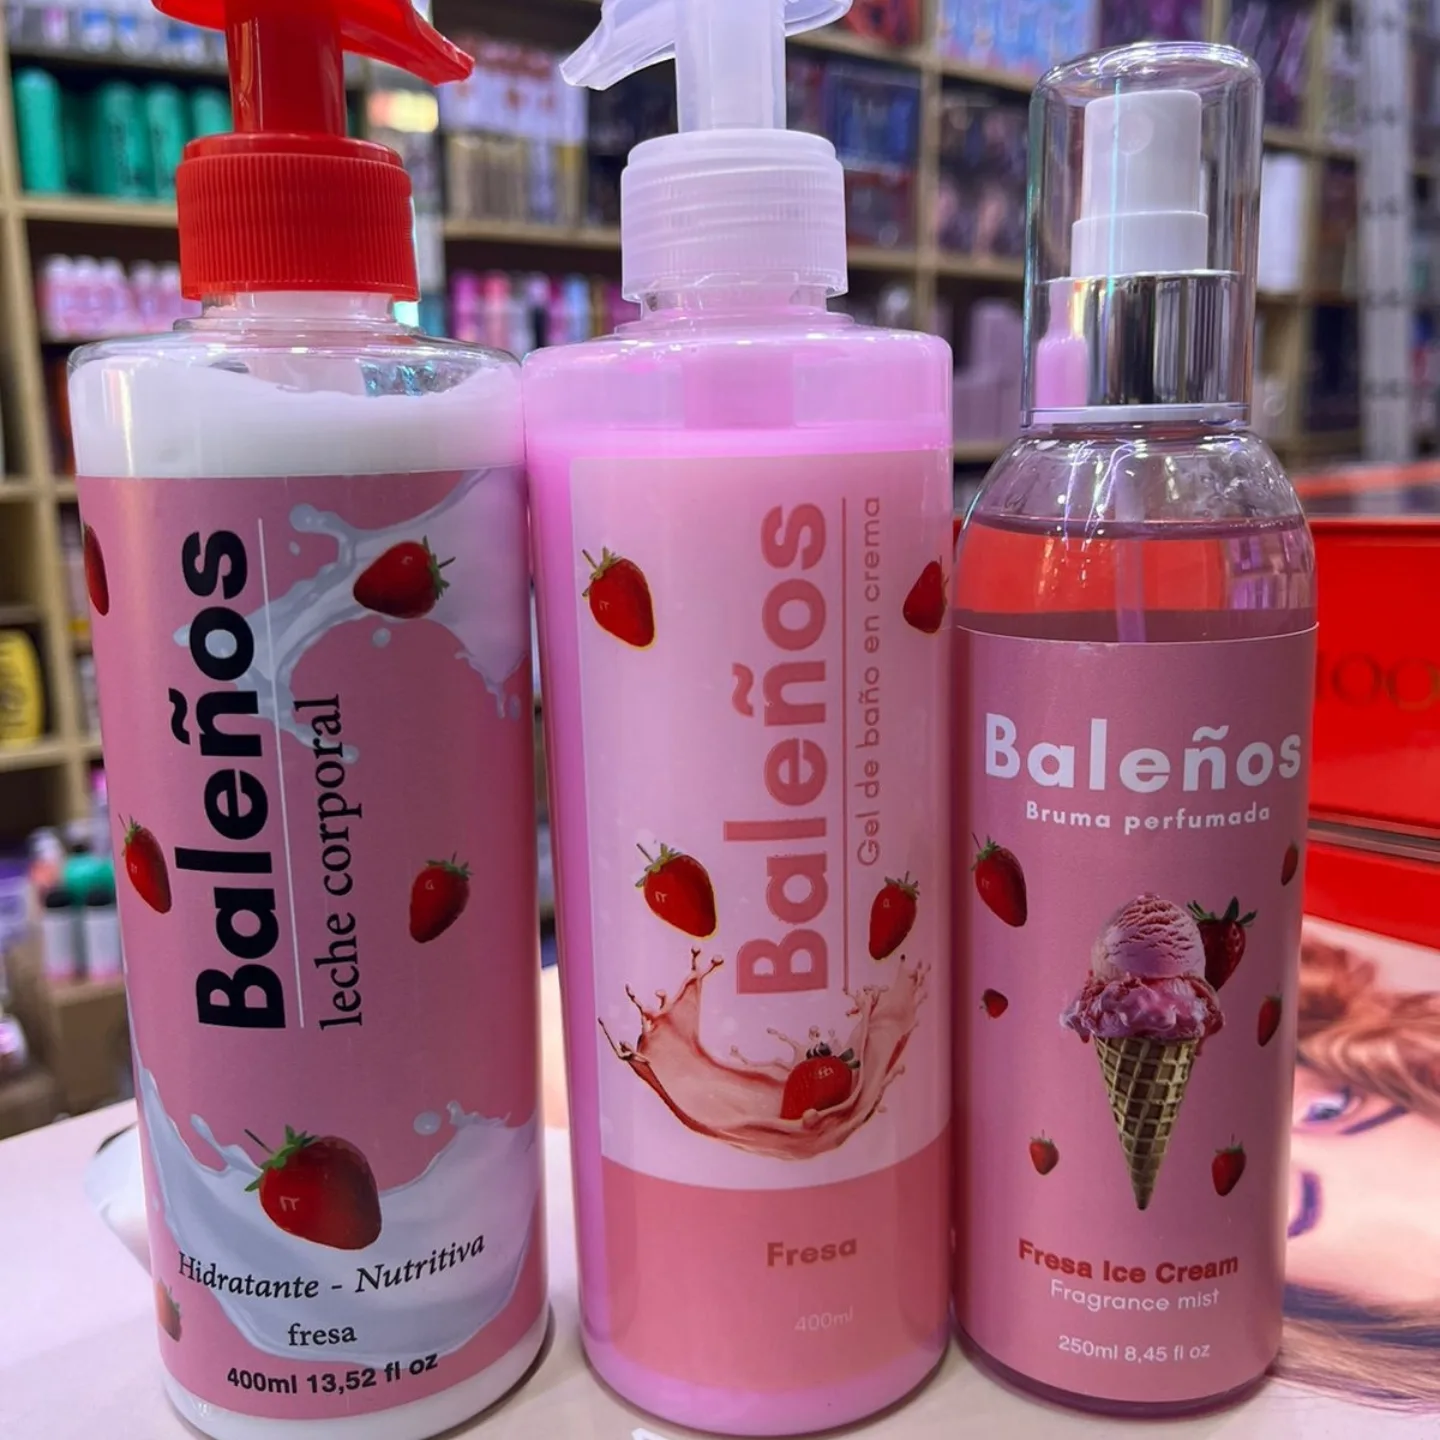 Baleños
leche corporal
Hidratante - Nutritiva
fresa
400ml 13,52 fl oz
Baleños
Gel de baño en crema
Fresa
400ml
Baleños
Bruma perfumada
Fresa Ice Cream
Fragrance mist
250ml 8,45 fl oz